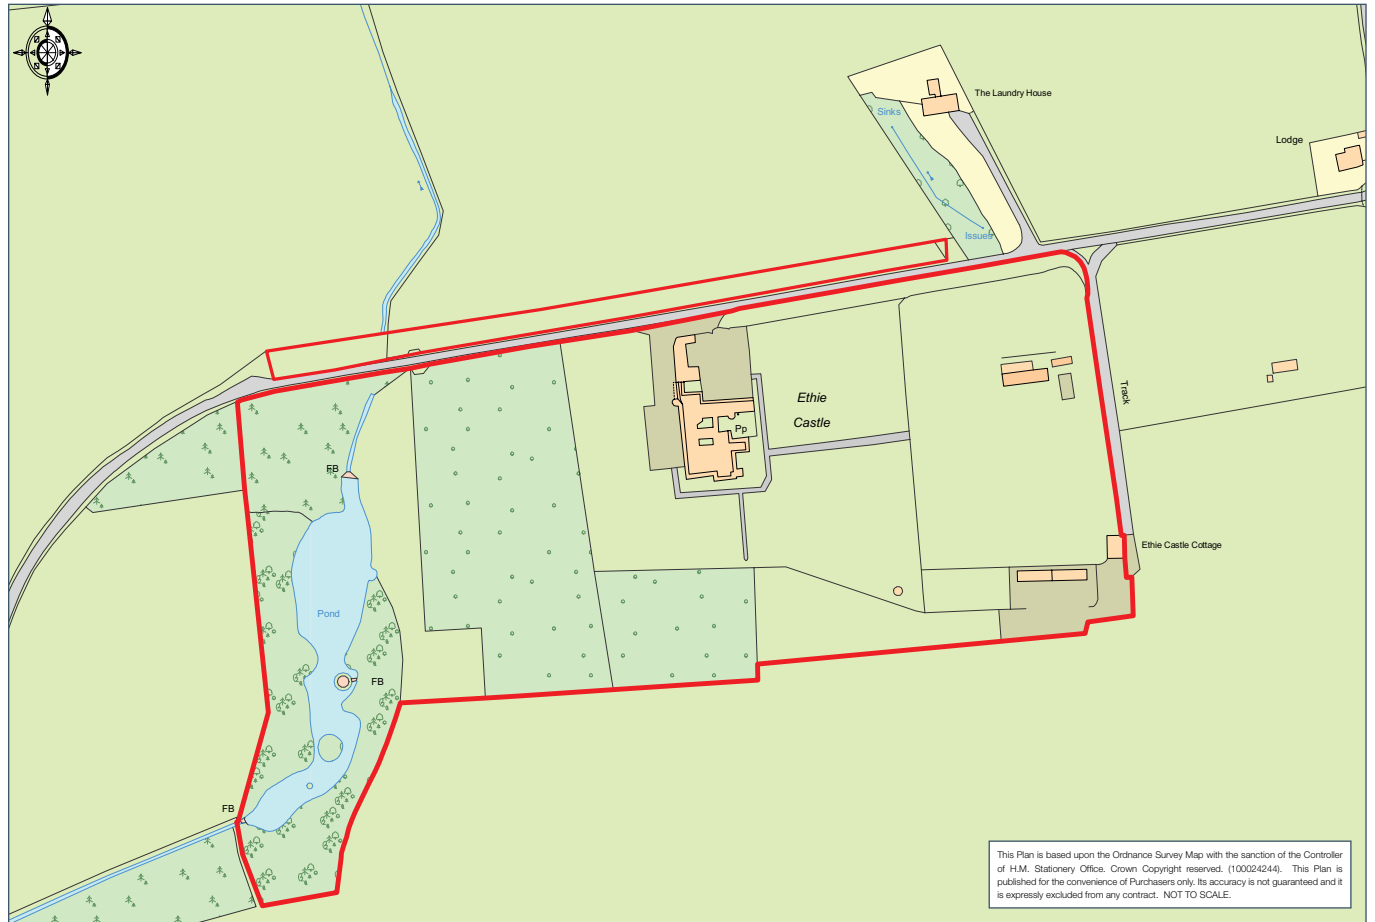 The Laundry House
Sinks
Lodge
Issues
Ethie
Castle
Pp
Track
FB
Ethie Castle Cottage
Pond
FB
FB
This Plan is based upon the Ordnance Survey Map with the sanction of the Controller
of H.M. Stationery Office. Crown Copyright reserved. (100024244). This Plan is
published for the convenience of Purchasers only. Its accuracy is not guaranteed and it
is expressly excluded from any contract. NOT TO SCALE.